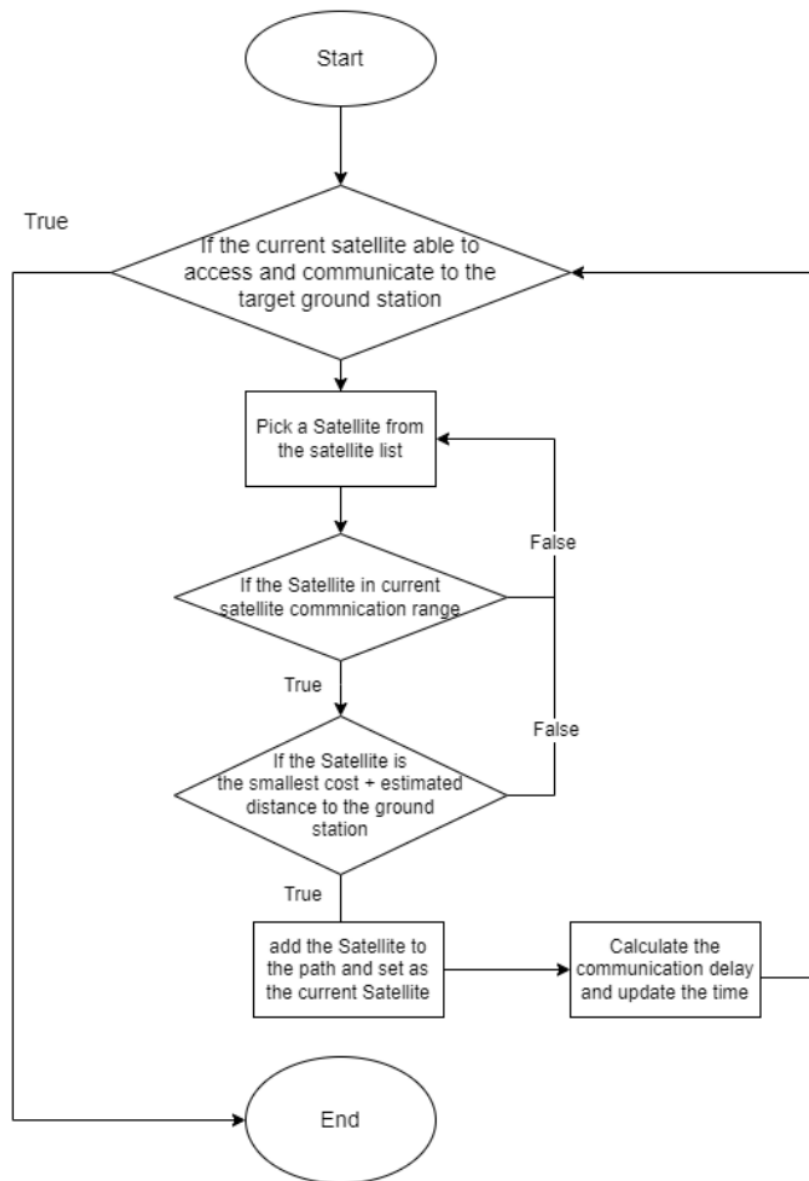 Start
True
If the current satellite able to
access and communicate to the
target ground station
Pick a Satellite from
the satellite list
False
If the Satellite in current
satellite commnication range
True
False
If the Satellite is
the smallest cost + estimated
distance to the ground
station
True
add the Satellite to
the path and set as
the current Satellite
Calculate the
communication delay
and update the time
End